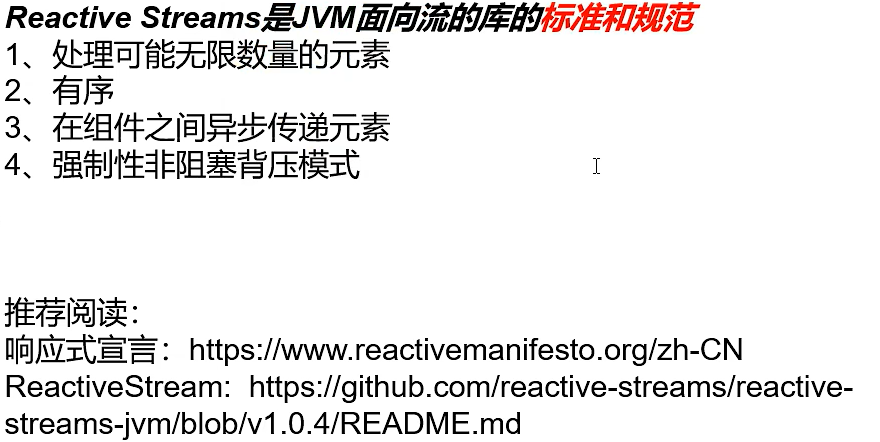 Reactive Streams是JVM面向流的库的标准和规范
1、处理可能无限数量的元素
2、有序
3、在组件之间异步传递元素
4、强制性非阻塞背压模式
推荐阅读：
响应式宣言：https://www.reactivemanifesto.org/zh-CN
ReactiveStream: https://github.com/reactive-streams/reactive-
streams-jvm/blob/v1.0.4/README.md